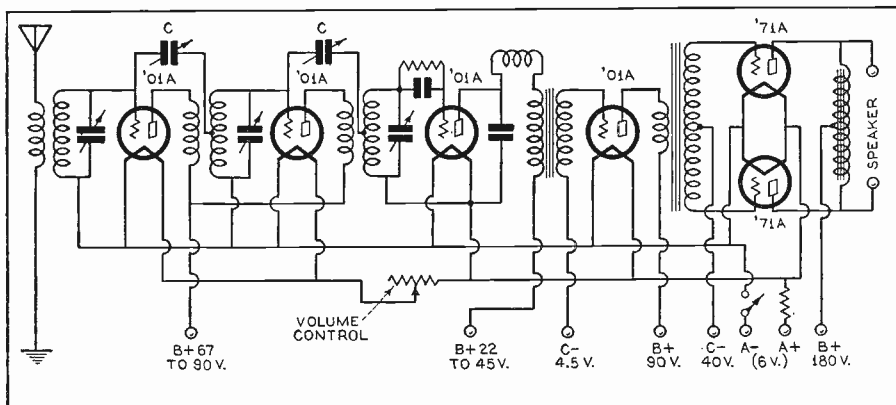 C
C
'01A
'01A
'01A
'01A
'71A
'71A
SPEAKER
VOLUME
CONTROL
B+67
TO 90 V.
B+22
TO 45 V.
C-
4.5 V.
B+
90 V.
C-
40 V.
A-
A+
(6 V.)
B+
180 V.